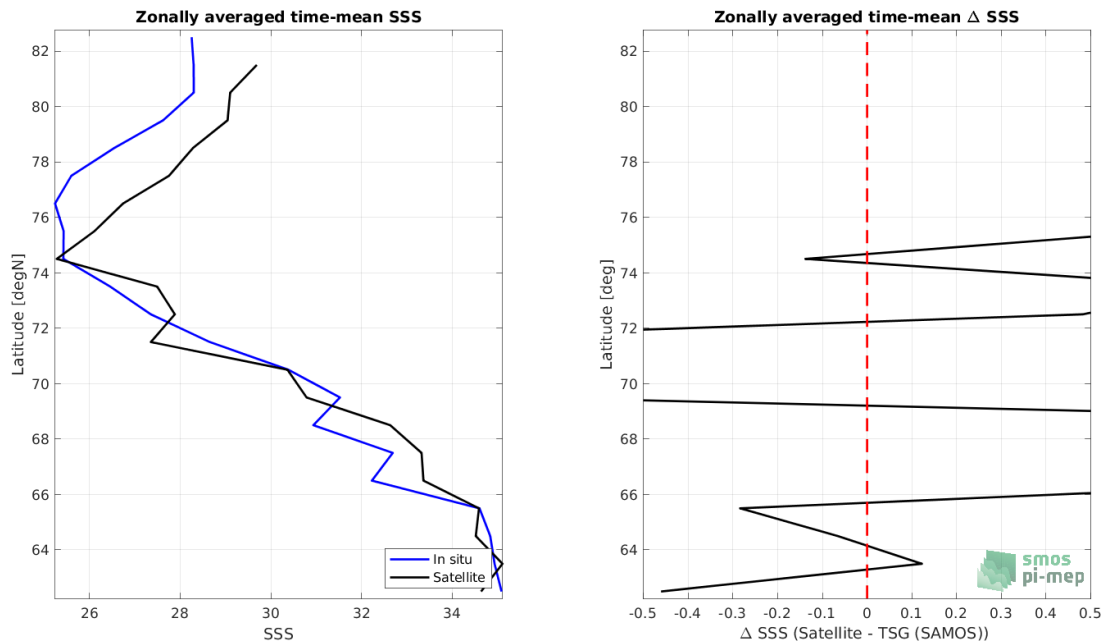 Zonally averaged time-mean SSS
82
80
78
76
74
72
70
68
66
64
Latitude [degN]
26
28
30
32
34
SSS
In situ
Satellite
Zonally averaged time-mean Δ SSS
82
80
78
76
74
72
70
68
66
64
Latitude [deg]
-0.5 -0.4 -0.3 -0.2 -0.1 0 0.1 0.2 0.3 0.4 0.5
Δ SSS (Satellite - TSG (SAMOS))
smos
pi-mep